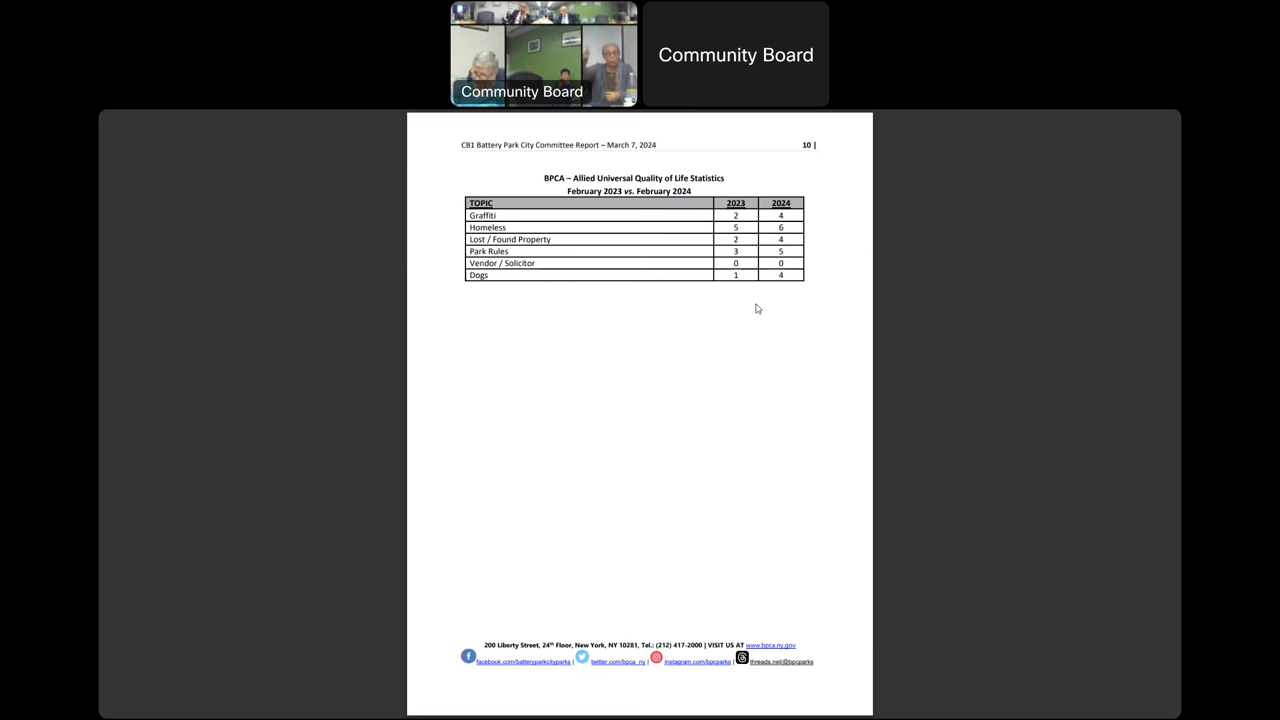 Community Board
Community Board
CB1 Battery Park City Committee Report – March 7, 2024 10 |
BPCA – Allied Universal Quality of Life Statistics
February 2023 vs. February 2024
TOPIC 2023 2024
Graffiti 2 4
Homeless 5 6
Lost / Found Property 2 4
Park Rules 3 5
Vendor / Solicitor 0 0
Dogs 1 4
200 Liberty Street, 24th Floor, New York, NY 10281, Tel.: (212) 417-2000 | VISIT US AT www.bpca.ny.gov
facebook.com/batteryparkcityparks | twitter.com/bpca_ny | instagram.com/bpcparks | threads.net/@bpcparks